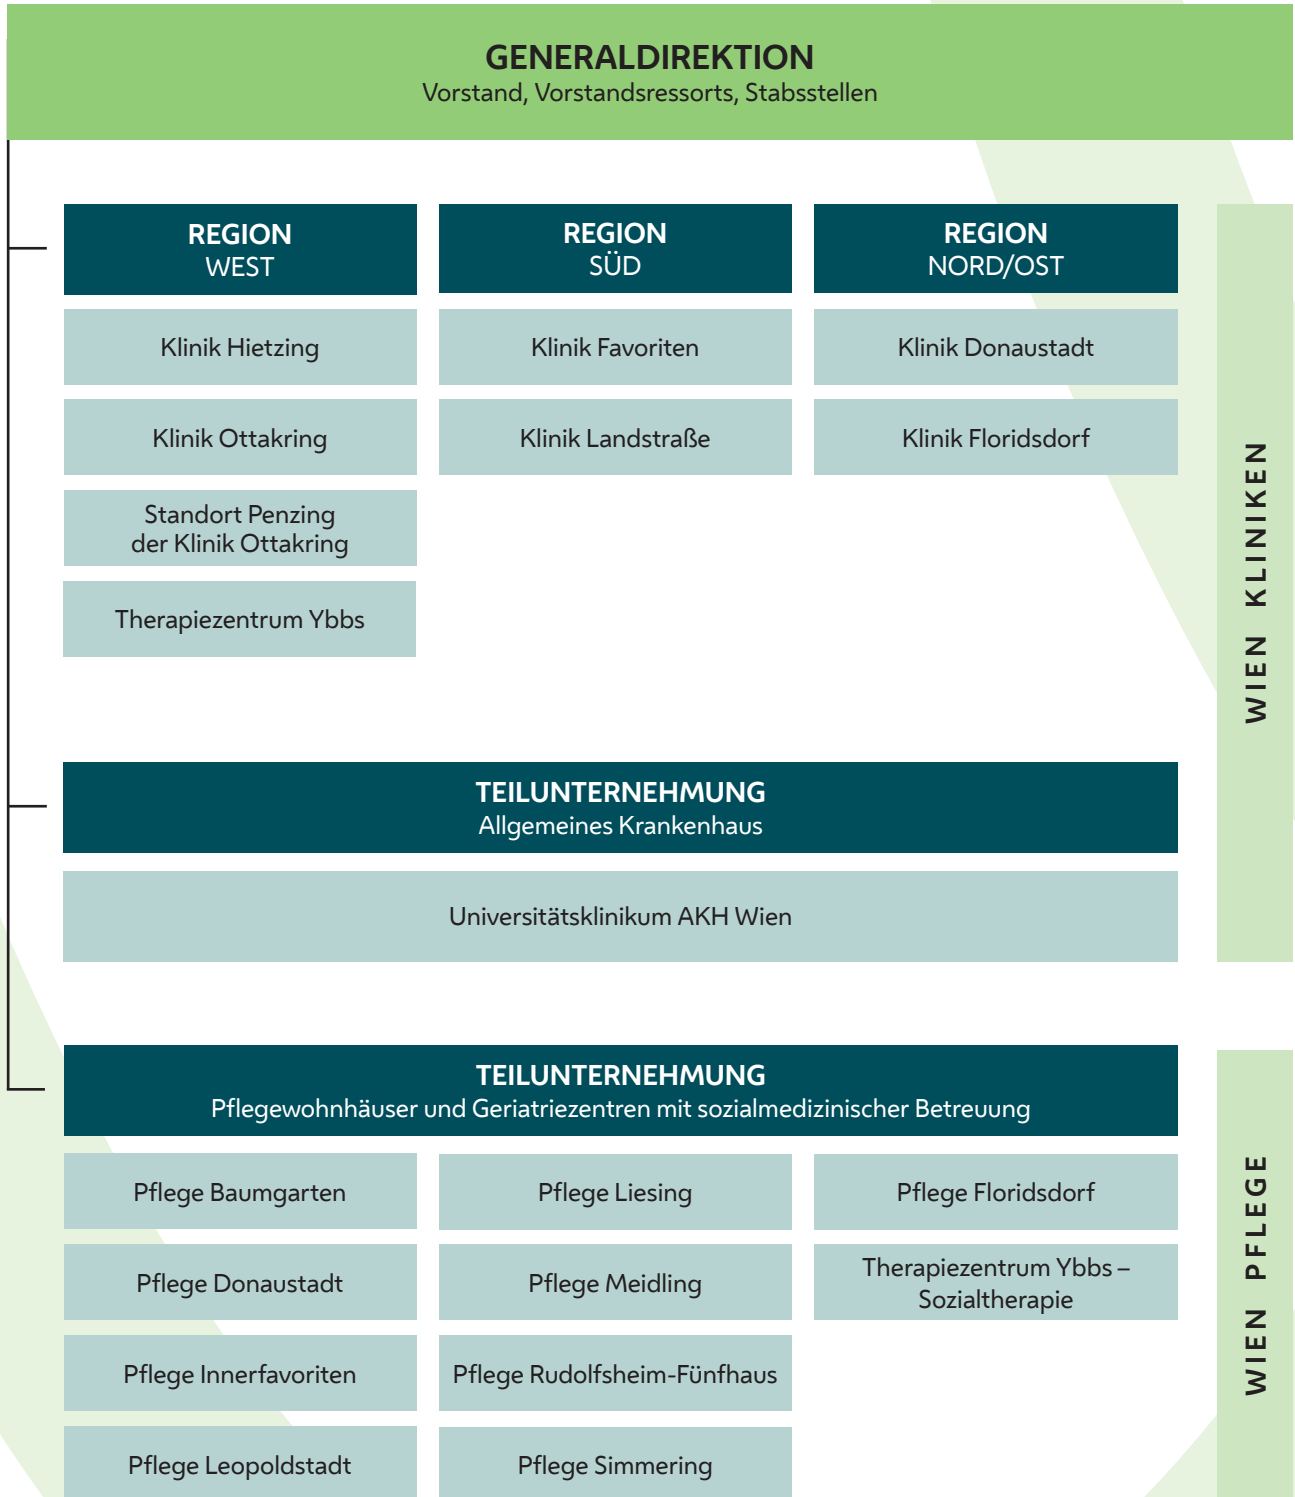 GENERALDIREKTION
Vorstand, Vorstandsressorts, Stabsstellen
REGION
WEST
Klinik Hietzing
Klinik Ottakring
Standort Penzing
der Klinik Ottakring
Therapiezentrum Ybbs
REGION
SÜD
Klinik Favoriten
Klinik Landstraße
REGION
NORD/OST
Klinik Donaustadt
Klinik Floridsdorf
WIEN KLINIKEN
TEILUNTERNEHMUNG
Allgemeines Krankenhaus
Universitätsklinikum AKH Wien
TEILUNTERNEHMUNG
Pflegewohnhäuser und Geriatriezentren mit sozialmedizinischer Betreuung
Pflege Baumgarten
Pflege Donaustadt
Pflege Innerfavoriten
Pflege Leopoldstadt
Pflege Liesing
Pflege Meidling
Pflege Rudolfsheim-Fünfhaus
Pflege Simmering
Pflege Floridsdorf
Therapiezentrum Ybbs –
Sozialtherapie
WIEN PFLEGE